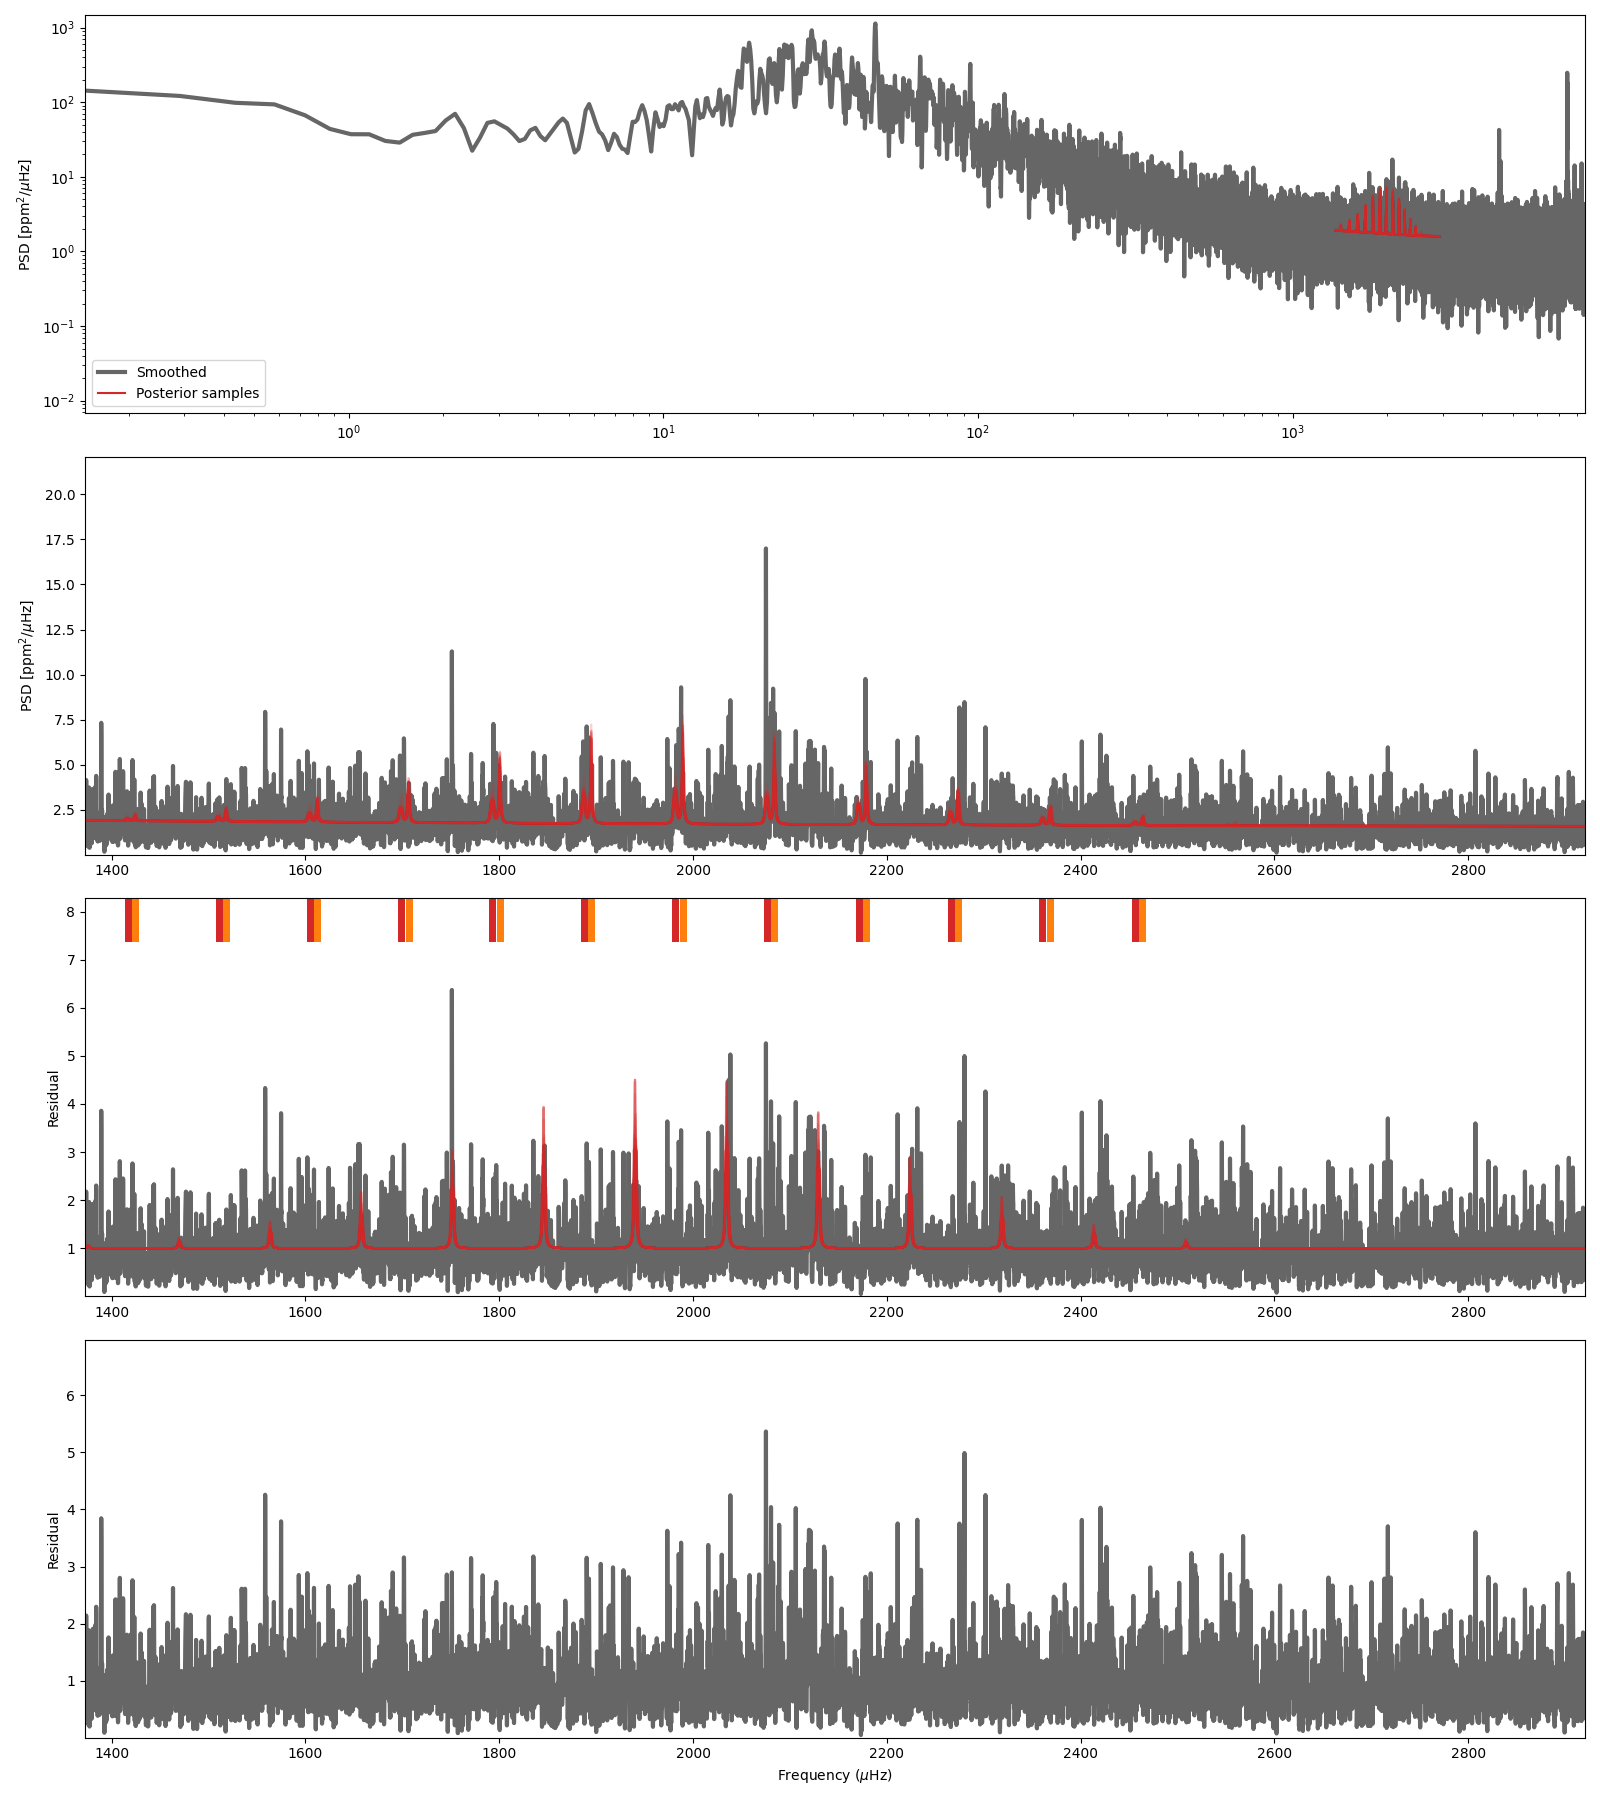 10³
10²
10¹
10⁰
10⁻¹
10⁻²
PSD [ppm²/μHz]
Smoothed
Posterior samples
10⁰ 10¹ 10² 10³
20.0
17.5
15.0
12.5
10.0
7.5
5.0
2.5
PSD [ppm²/μHz]
1400 1600 1800 2000 2200 2400 2600 2800
8
7
6
5
4
3
2
1
Residual
1400 1600 1800 2000 2200 2400 2600 2800
6
5
4
3
2
1
Residual
1400 1600 1800 2000 2200 2400 2600 2800
Frequency (μHz)